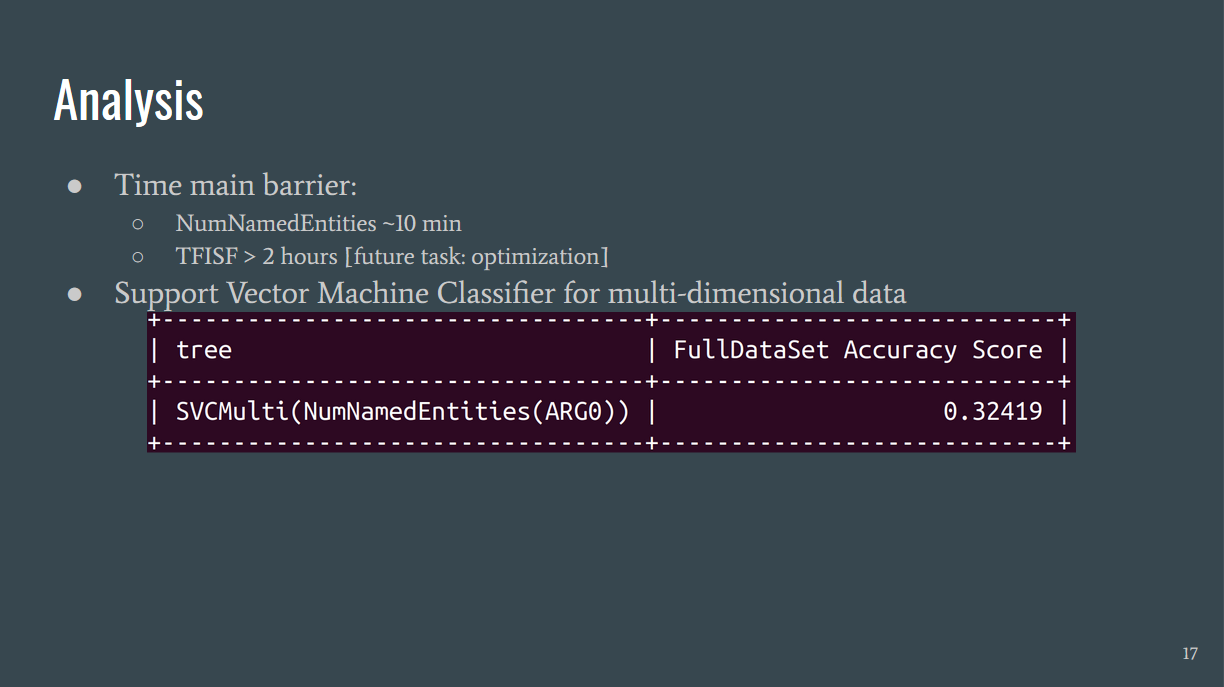 Analysis
● Time main barrier:
○ NumNamedEntities ~10 min
○ TFISF > 2 hours [future task: optimization]
● Support Vector Machine Classifier for multi-dimensional data
+----------------------------------+----------------------------+
| tree | FullDataSet Accuracy Score |
+----------------------------------+----------------------------+
| SVCMulti(NumNamedEntities(ARG0)) | 0.32419 |
+----------------------------------+----------------------------+
17